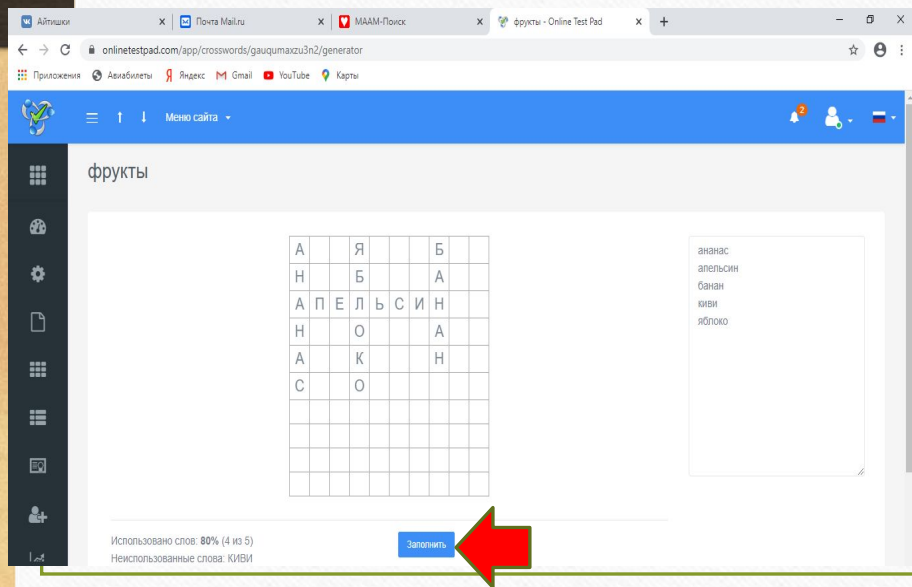 Айтишки
Почта Mail.ru
МААМ-Поиск
фрукты - Online Test Pad
onlinetestpad.com/app/crosswords/gauqumaxzu3n2/generator
Приложения Авиабилеты Яндекс Gmail YouTube Карты
Меню сайта
2
фрукты
А Я Б
Н Б А
А П Е Л Ь С И Н
Н О А
А К Н
С О
ананас
апельсин
банан
киви
яблоко
Использовано слов: 80% (4 из 5)
Неиспользованные слова: КИВИ
Заполнить